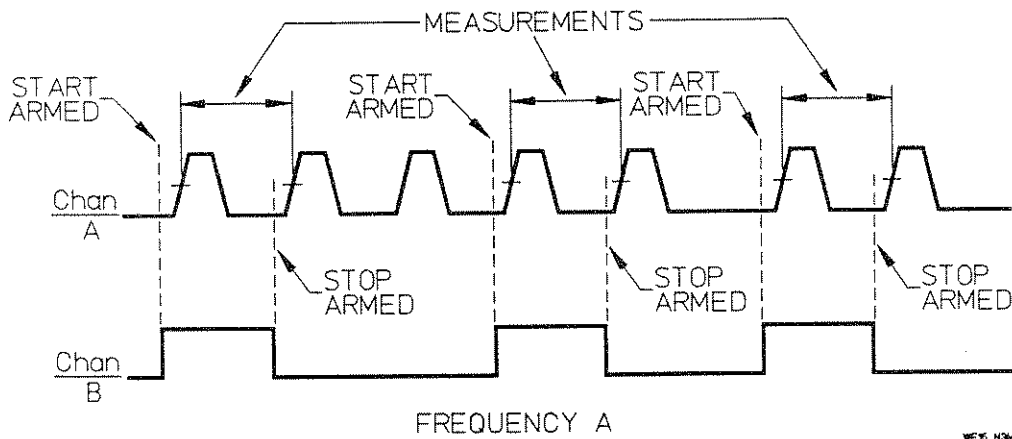 MEASUREMENTS
START
ARMED
START
ARMED
START
ARMED
Chan
A
STOP
ARMED
STOP
ARMED
STOP
ARMED
Chan
B
FREQUENCY A